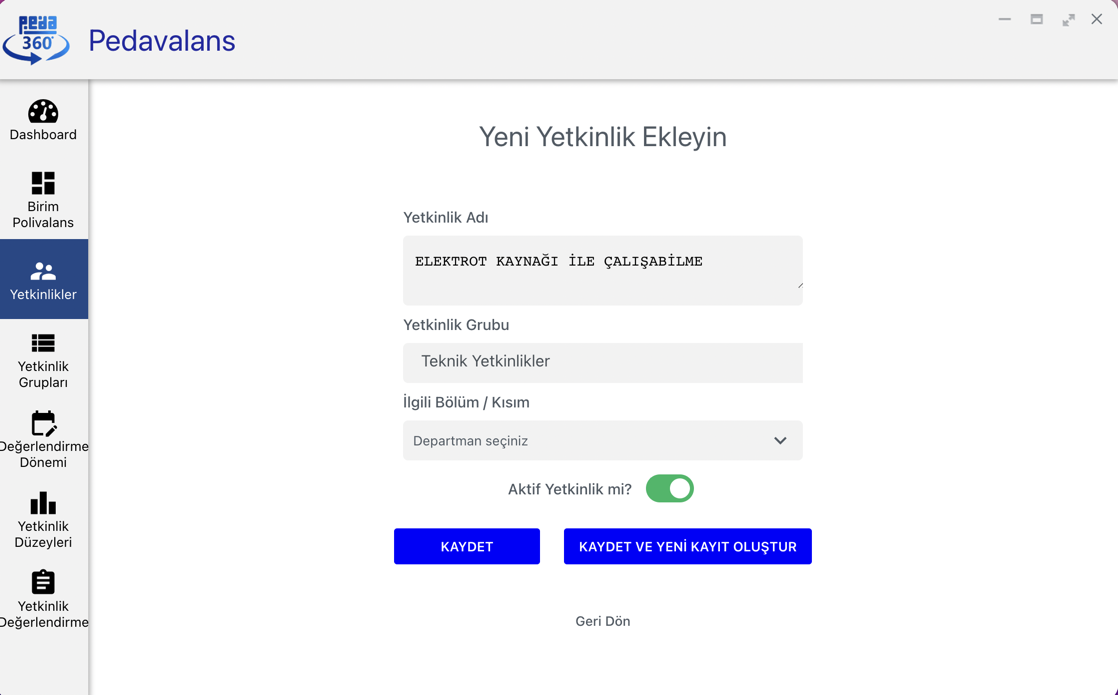 Peda
360°
Pedavalans
Dashboard
Birim
Polivalans
Yetkinlikler
Yetkinlik
Grupları
Değerlendirme
Dönemi
Yetkinlik
Düzeyleri
Yetkinlik
Değerlendirme
Yeni Yetkinlik Ekleyin
Yetkinlik Adı
ELEKTROT KAYNAĞI İLE ÇALIŞABİLME
Yetkinlik Grubu
Teknik Yetkinlikler
İlgili Bölüm / Kısım
Departman seçiniz
Aktif Yetkinlik mi?
KAYDET
KAYDET VE YENİ KAYIT OLUŞTUR
Geri Dön